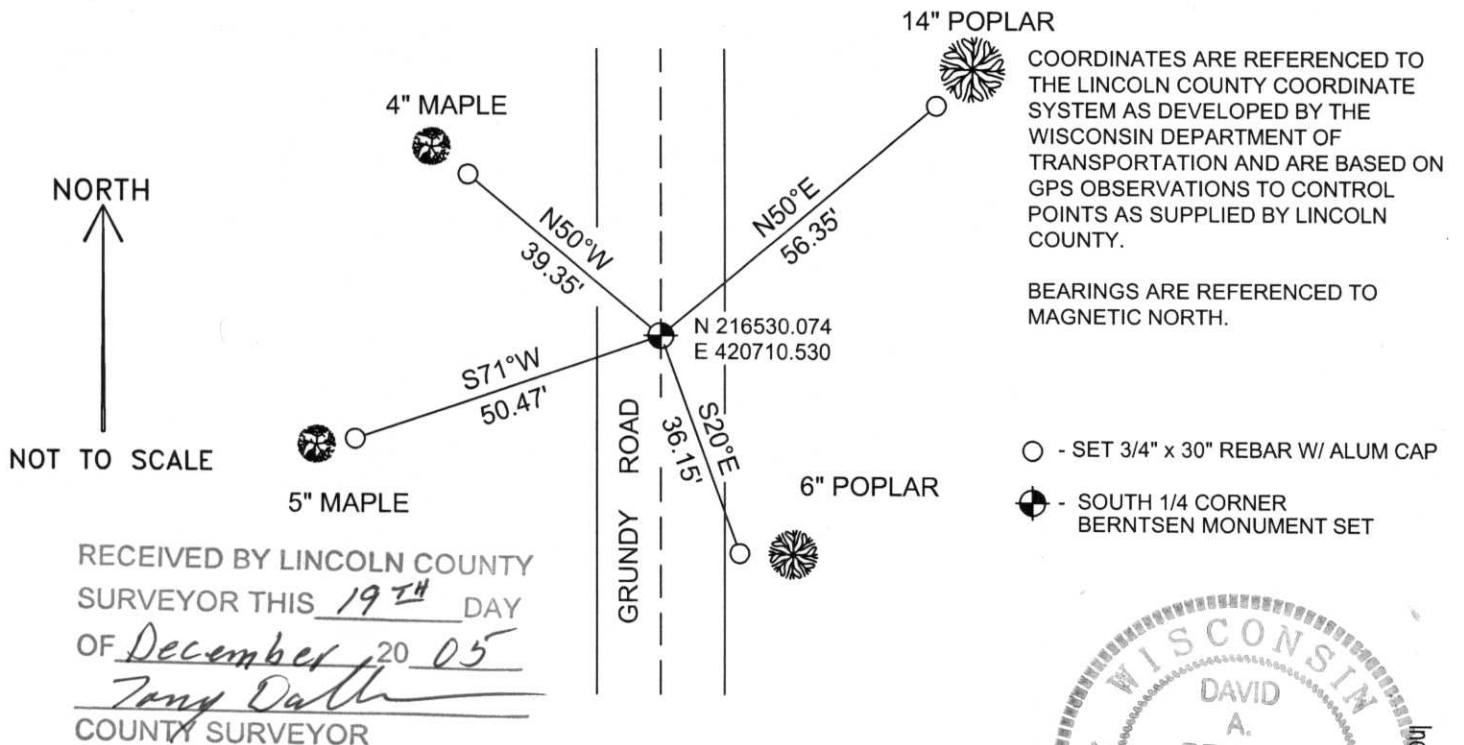 14" POPLAR
4" MAPLE
NORTH
N50°W
39.35'
N50°E
56.35'
COORDINATES ARE REFERENCED TO
THE LINCOLN COUNTY COORDINATE
SYSTEM AS DEVELOPED BY THE
WISCONSIN DEPARTMENT OF
TRANSPORTATION AND ARE BASED ON
GPS OBSERVATIONS TO CONTROL
POINTS AS SUPPLIED BY LINCOLN
COUNTY.
BEARINGS ARE REFERENCED TO
MAGNETIC NORTH.
N 216530.074
E 420710.530
S71°W
50.47'
S20°E
36.15'
GRUNDY ROAD
NOT TO SCALE
5" MAPLE
6" POPLAR
- SET 3/4" x 30" REBAR W/ ALUM CAP
- SOUTH 1/4 CORNER
BERNTSEN MONUMENT SET
RECEIVED BY LINCOLN COUNTY
SURVEYOR THIS 19TH DAY
OF December 20 05
Tony Dall
COUNTY SURVEYOR
WISCONSIN
DAVID
A.